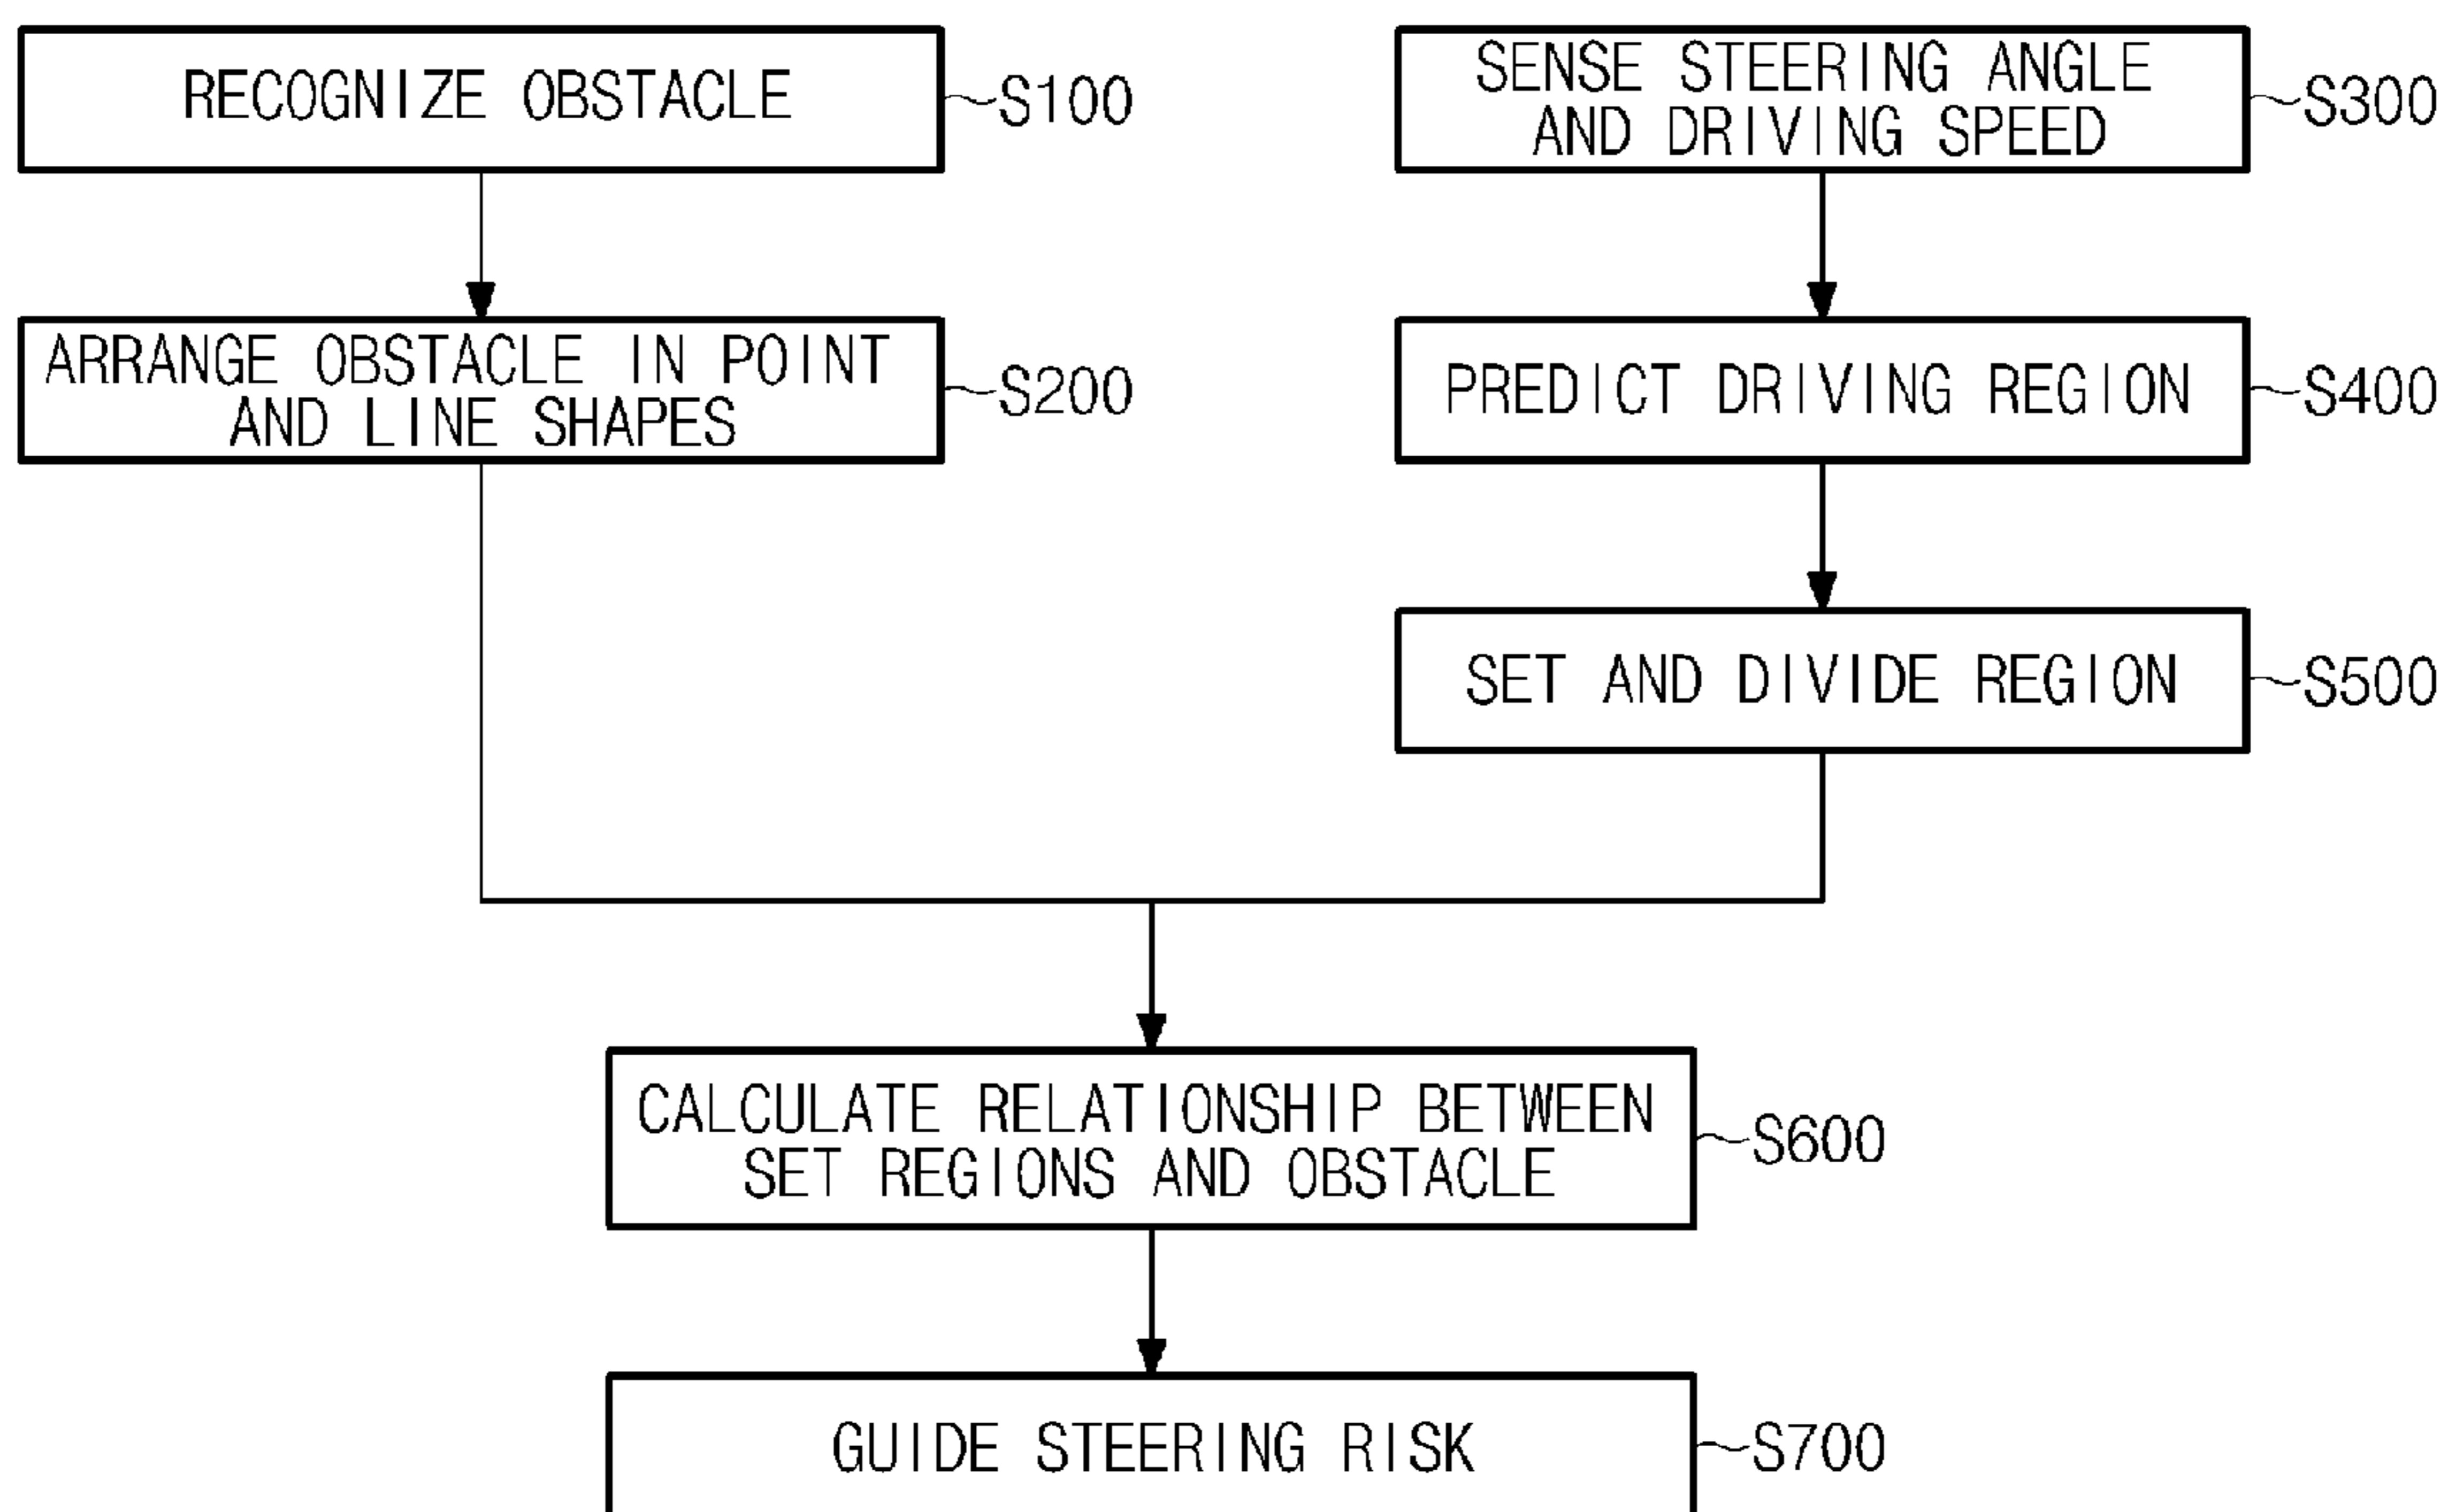 RECOGNIZE OBSTACLE
S100
ARRANGE OBSTACLE IN POINT
AND LINE SHAPES
S200
SENSE STEERING ANGLE
AND DRIVING SPEED
S300
PREDICT DRIVING REGION
S400
SET AND DIVIDE REGION
S500
CALCULATE RELATIONSHIP BETWEEN
SET REGIONS AND OBSTACLE
S600
GUIDE STEERING RISK
S700